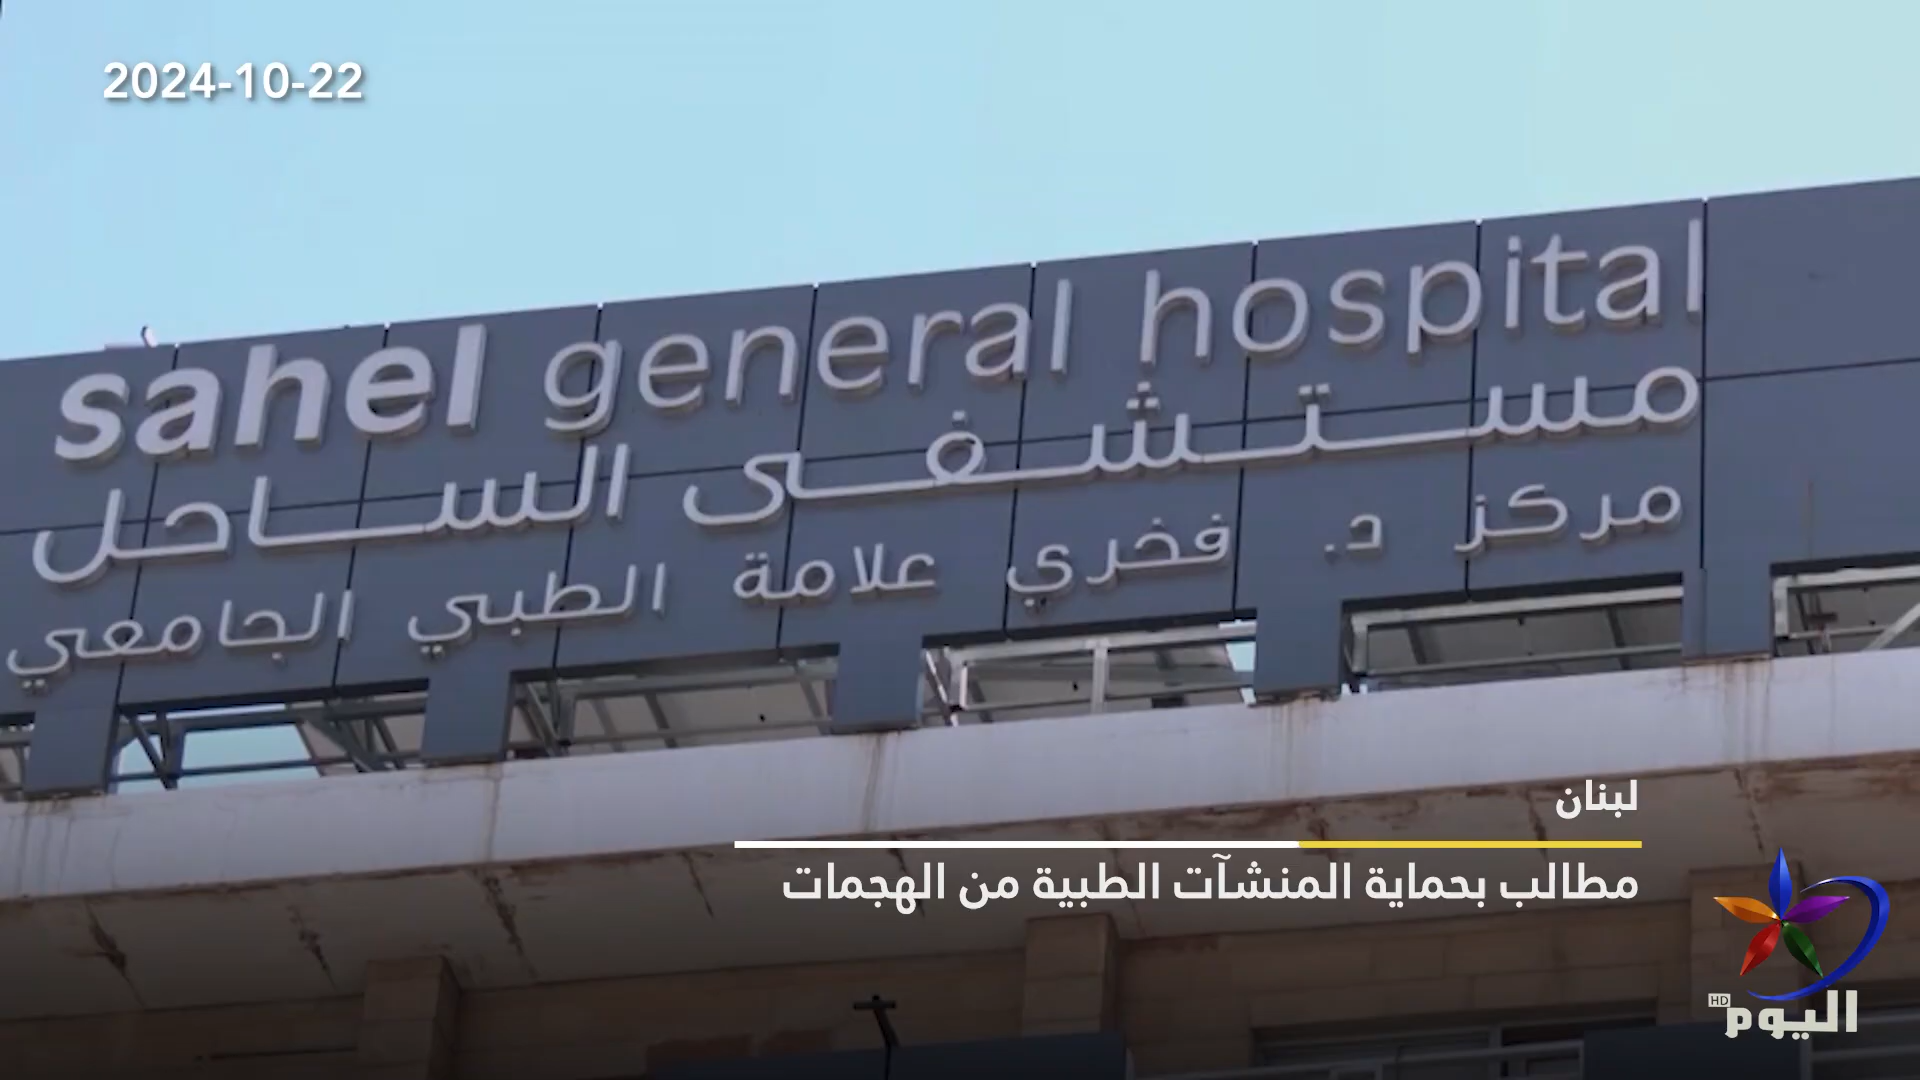 2024-10-22
sahel general hospital
مستشفى الساحل
مركز د. فخري علامة الطبي الجامعي
لبنان
مطالب بحماية المنشآت الطبية من الهجمات
اليوم
HD